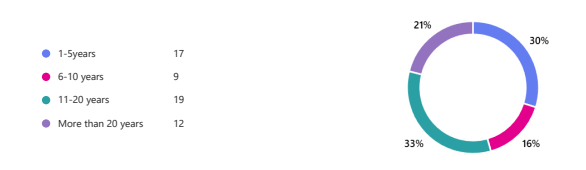 1-5years 17
6-10 years 9
11-20 years 19
More than 20 years 12
21%
30%
33%
16%